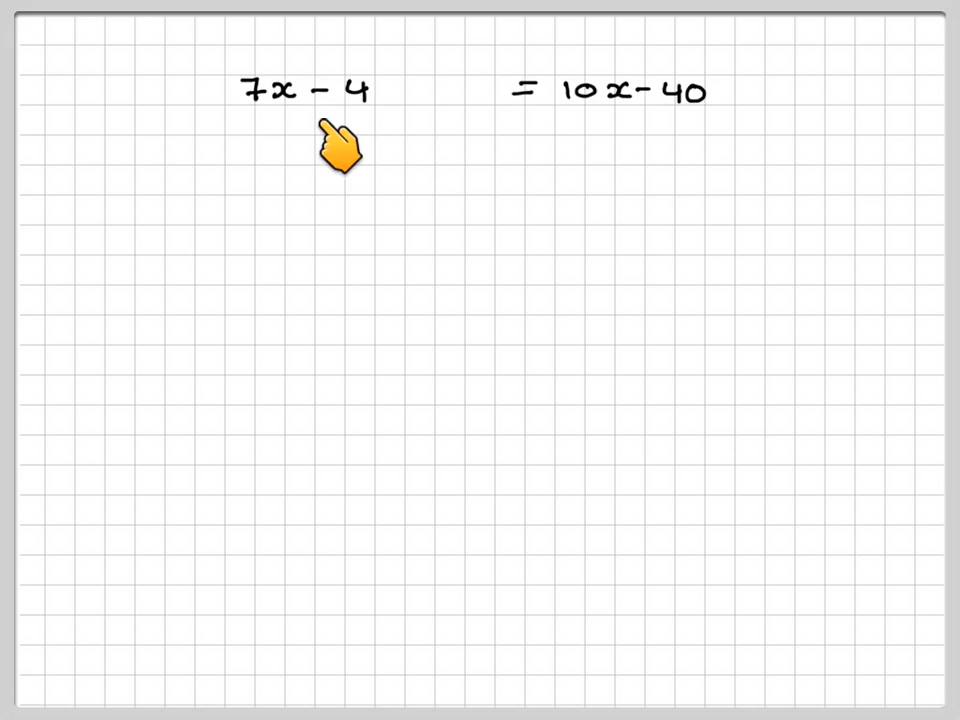 7x - 4 = 10x - 40